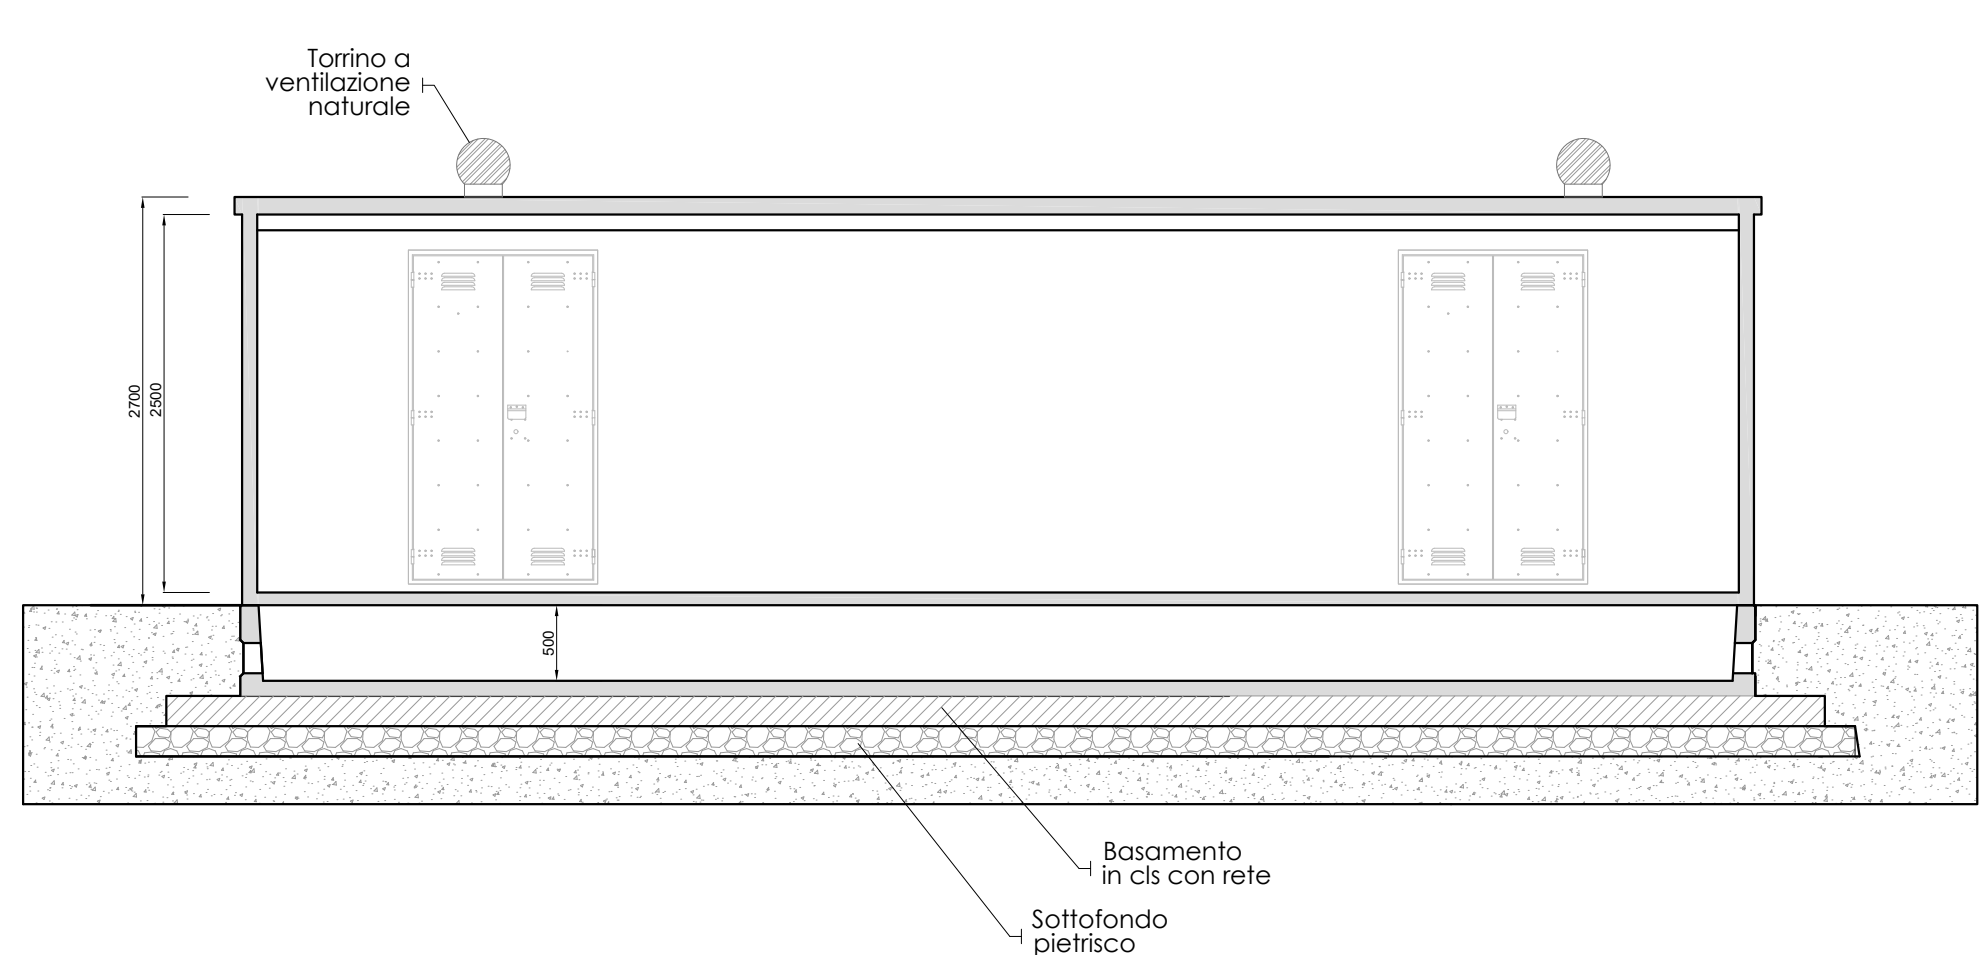 Torrino a
ventilazione
naturale
2700
2500
500
Basamento
in cls con rete
Sottofondo
pietrisco